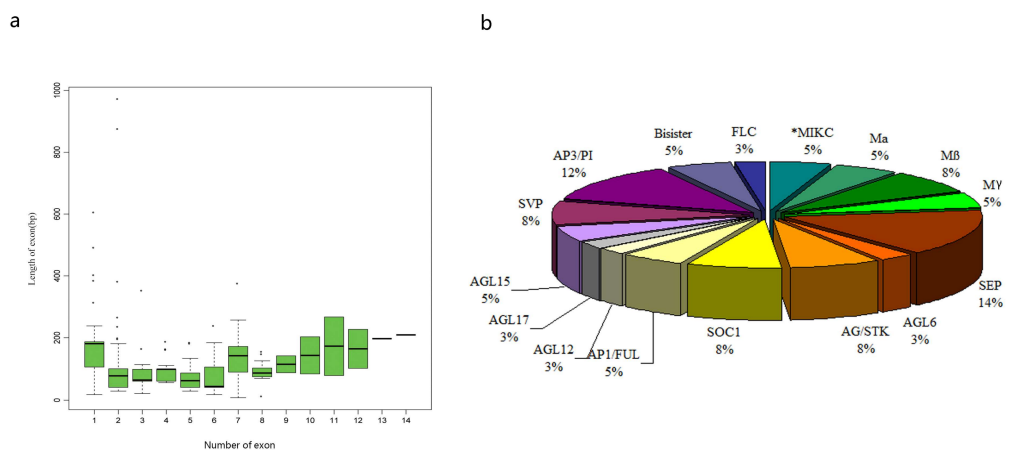 a
b
1000
800
600
400
200
0
Length of exon(bp)
1 2 3 4 5 6 7 8 9 10 11 12 13 14
Number of exon
*MIKC
5%
Ma
5%
Mß
8%
Mγ
5%
SEP
14%
AGL6
3%
AG/STK
8%
SOC1
8%
AP1/FUL
5%
AGL12
3%
AGL17
3%
AGL15
5%
SVP
8%
AP3/PI
12%
Bisister
5%
FLC
3%